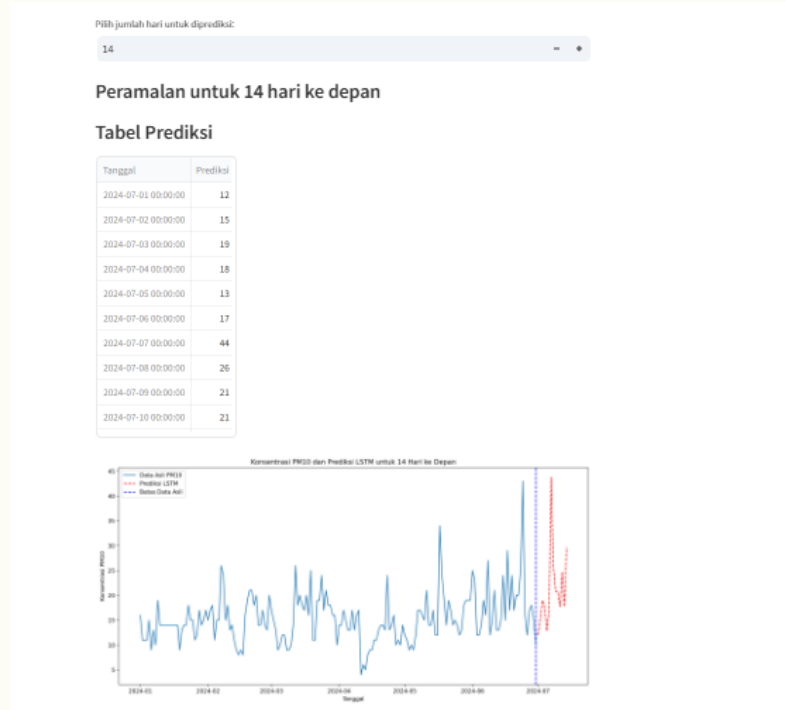 Pilih jumlah hari untuk diprediksi:
14
Peramalan untuk 14 hari ke depan
Tabel Prediksi
Tanggal Prediksi
2024-07-01 00:00:00 12
2024-07-02 00:00:00 15
2024-07-03 00:00:00 19
2024-07-04 00:00:00 18
2024-07-05 00:00:00 13
2024-07-06 00:00:00 17
2024-07-07 00:00:00 44
2024-07-08 00:00:00 26
2024-07-09 00:00:00 21
2024-07-10 00:00:00 21
Konsentrasi PM10 dan Prediksi LSTM untuk 14 Hari ke Depan
Data Asli PM10
Prediksi LSTM
Batas Data Asli
Konsentrasi PM10
45
40
35
30
25
20
15
10
5
2024-01 2024-02 2024-03 2024-04 2024-05 2024-06 2024-07
Tanggal